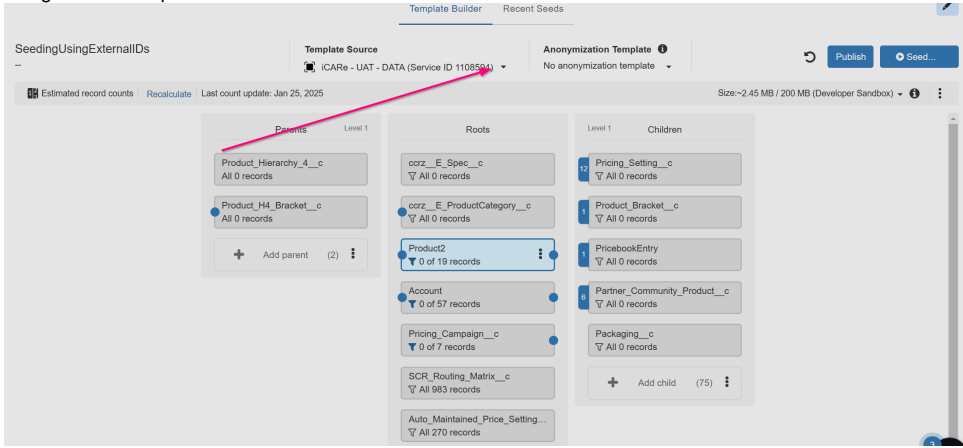 Template Builder Recent Seeds
SeedingUsingExternalIDs
--
Template Source
iCARe - UAT - DATA (Service ID 1108594)
Anonymization Template
No anonymization template
Publish
Seed...
Estimated record counts Recalculate Last count update: Jan 25, 2025
Size:~2.45 MB / 200 MB (Developer Sandbox)
Parents Level 1
Product_Hierarchy_4__c
All 0 records
Product_H4_Bracket__c
All 0 records
Add parent (2)
Roots
ccrz__E_Spec__c
All 0 records
ccrz__E_ProductCategory__c
All 0 records
Product2
0 of 19 records
Account
0 of 57 records
Pricing_Campaign__c
0 of 7 records
SCR_Routing_Matrix__c
All 983 records
Auto_Maintained_Price_Setting...
All 270 records
Level 1 Children
12
Pricing_Setting__c
All 0 records
1
Product_Bracket__c
All 0 records
1
PricebookEntry
All 0 records
6
Partner_Community_Product__c
All 0 records
Packaging__c
All 0 records
Add child (75)
3